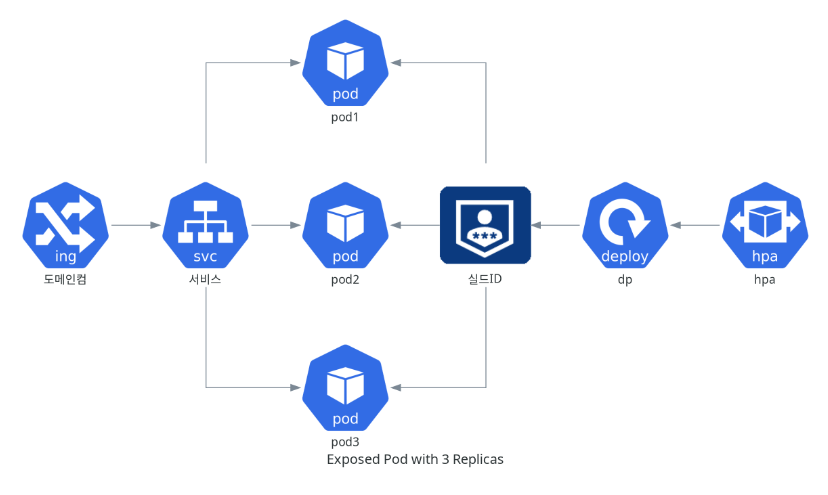 pod
pod1
ing
도메인컴
svc
서비스
pod
pod2
***
실드ID
deploy
dp
hpa
hpa
pod
pod3
Exposed Pod with 3 Replicas